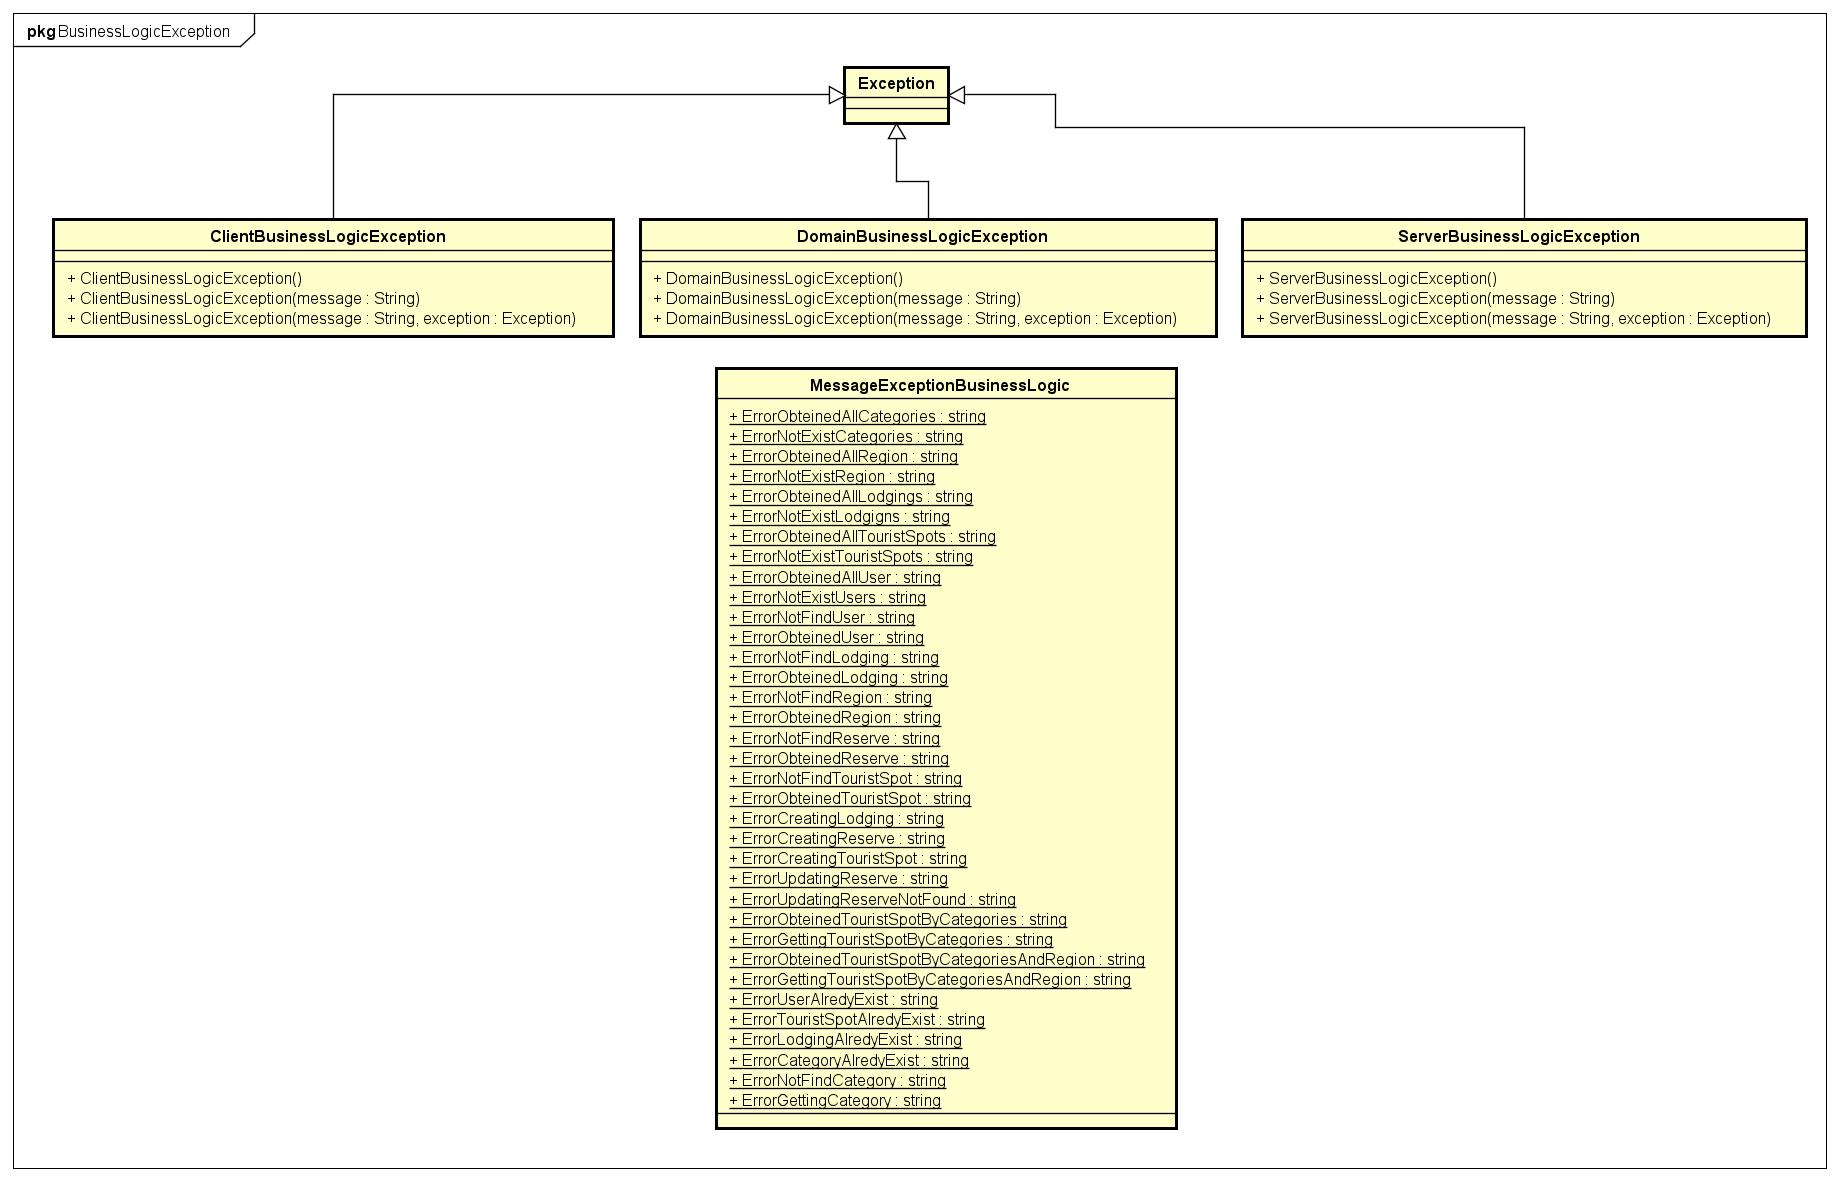 pkg BusinessLogicException
Exception
ClientBusinessLogicException
+ ClientBusinessLogicException()
+ ClientBusinessLogicException(message : String)
+ ClientBusinessLogicException(message : String, exception : Exception)
DomainBusinessLogicException
+ DomainBusinessLogicException()
+ DomainBusinessLogicException(message : String)
+ DomainBusinessLogicException(message : String, exception : Exception)
ServerBusinessLogicException
+ ServerBusinessLogicException()
+ ServerBusinessLogicException(message : String)
+ ServerBusinessLogicException(message : String, exception : Exception)
MessageExceptionBusinessLogic
+ ErrorObteinedAllCategories : string
+ ErrorNotExistCategories : string
+ ErrorObteinedAllRegion : string
+ ErrorNotExistRegion : string
+ ErrorObteinedAllLodgings : string
+ ErrorNotExistLodgigns : string
+ ErrorObteinedAllTouristSpots : string
+ ErrorNotExistTouristSpots : string
+ ErrorObteinedAllUser : string
+ ErrorNotExistUsers : string
+ ErrorNotFindUser : string
+ ErrorObteinedUser : string
+ ErrorNotFindLodging : string
+ ErrorObteinedLodging : string
+ ErrorNotFindRegion : string
+ ErrorObteinedRegion : string
+ ErrorNotFindReserve : string
+ ErrorObteinedReserve : string
+ ErrorNotFindTouristSpot : string
+ ErrorObteinedTouristSpot : string
+ ErrorCreatingLodging : string
+ ErrorCreatingReserve : string
+ ErrorCreatingTouristSpot : string
+ ErrorUpdatingReserve : string
+ ErrorUpdatingReserveNotFound : string
+ ErrorObteinedTouristSpotByCategories : string
+ ErrorGettingTouristSpotByCategories : string
+ ErrorObteinedTouristSpotByCategoriesAndRegion : string
+ ErrorGettingTouristSpotByCategoriesAndRegion : string
+ ErrorUserAlredyExist : string
+ ErrorTouristSpotAlredyExist : string
+ ErrorLodgingAlredyExist : string
+ ErrorCategoryAlredyExist : string
+ ErrorNotFindCategory : string
+ ErrorGettingCategory : string